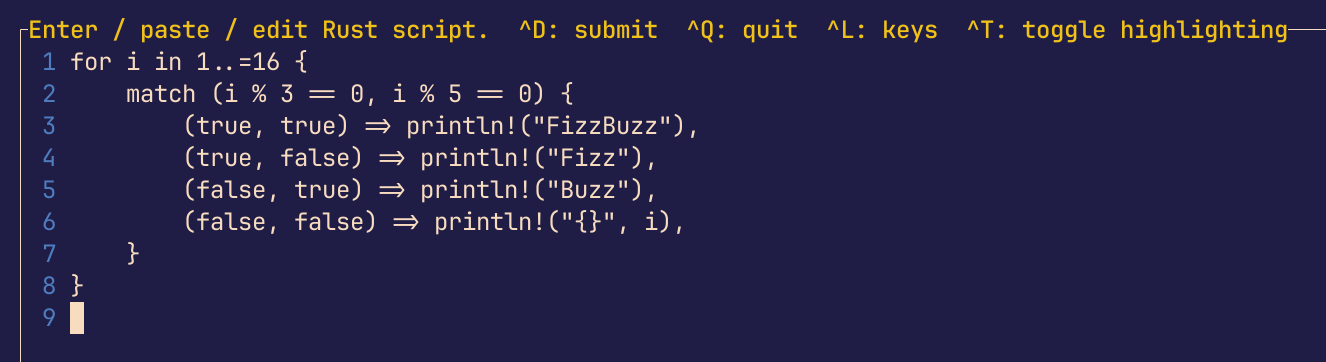 Enter / paste / edit Rust script.  ^D: submit  ^Q: quit  ^L: keys  ^T: toggle highlighting
1 for i in 1..=16 {
2     match (i % 3 == 0, i % 5 == 0) {
3         (true, true) => println!("FizzBuzz"),
4         (true, false) => println!("Fizz"),
5         (false, true) => println!("Buzz"),
6         (false, false) => println!("{}", i),
7     }
8 }
9